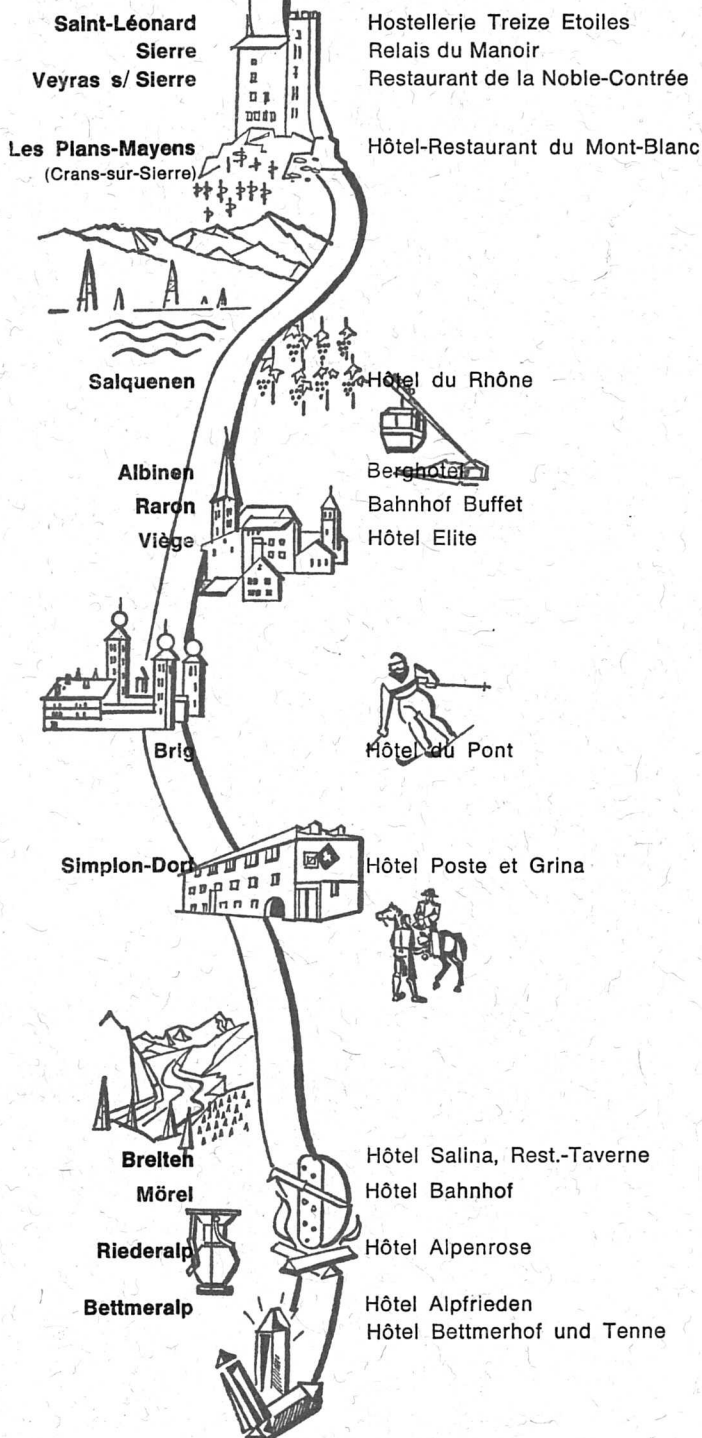 Saint-Léonard Hostellerie Treize Etoiles
Sierre Relais du Manoir
Veyras s/ Sierre Restaurant de la Noble-Contrée
Les Plans-Mayens Hôtel-Restaurant du Mont-Blanc
(Crans-sur-Sierre)
Salquenen Hôtel du Rhône
Albinen Berghotel
Raron Bahnhof Buffet
Viège Hôtel Elite
Brig Hôtel du Pont
Simplon-Dorf Hôtel Poste et Grina
Breiten Hôtel Salina, Rest.-Taverne
Mörel Hôtel Bahnhof
Riederalp Hôtel Alpenrose
Bettmeralp Hôtel Alpfrieden
Hôtel Bettmerhof und Tenne